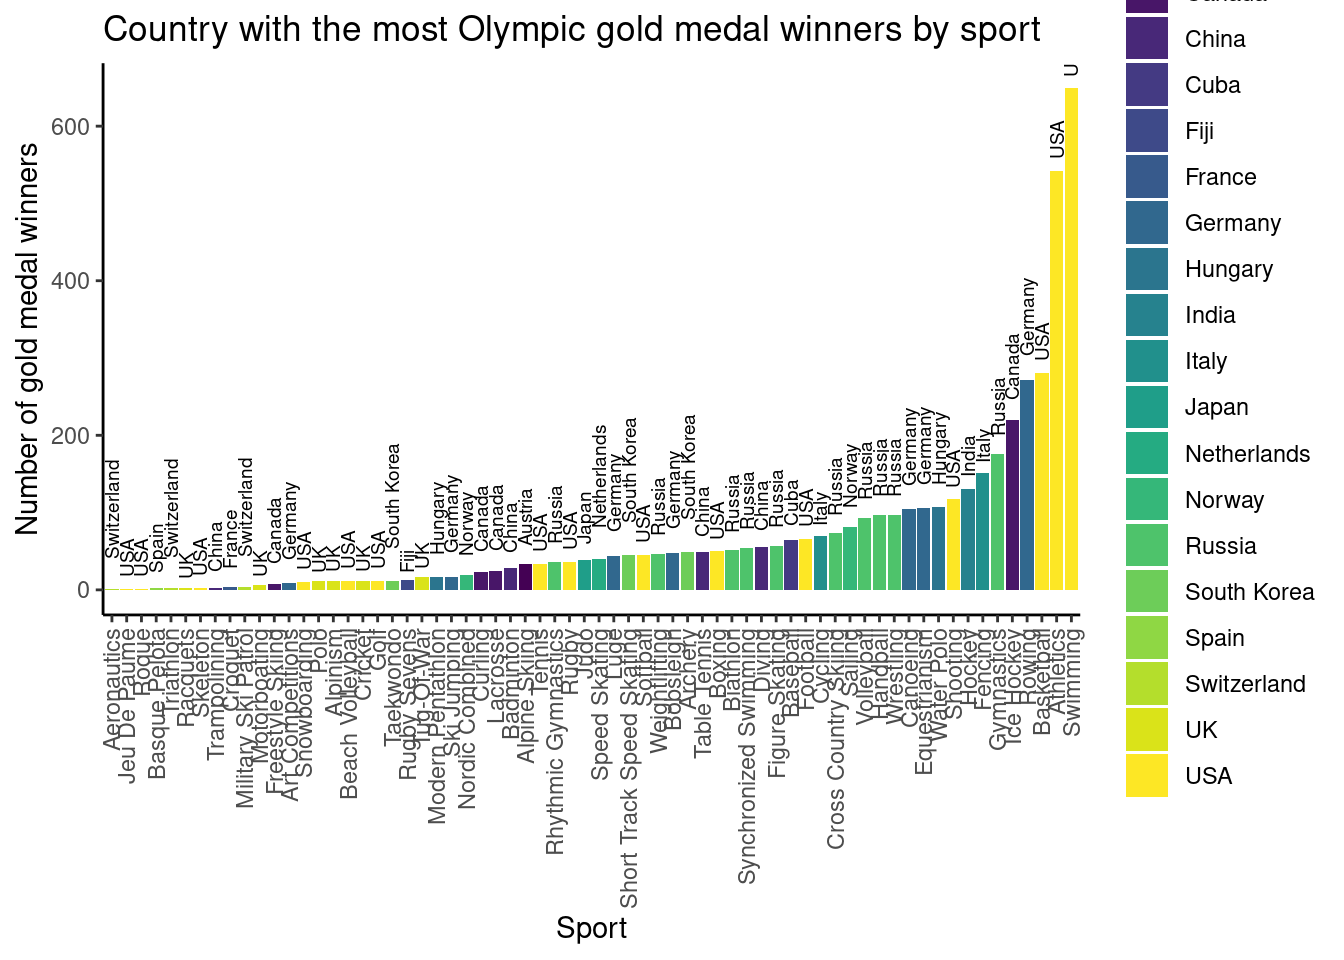 Country with the most Olympic gold medal winners by sport
Number of gold medal winners
600
400
200
0
Switzerland
USA
USA
Spain
Switzerland
UK
USA
China
France
Switzerland
UK
Canada
Germany
USA
UK
UK
USA
UK
USA
South Korea
Fiji
UK
Hungary
Germany
Norway
Canada
Canada
China
Austria
USA
Russia
USA
Japan
Netherlands
Germany
South Korea
USA
Russia
Germany
South Korea
China
USA
Russia
Russia
China
Russia
Cuba
USA
Italy
Russia
Norway
Russia
Russia
Russia
Germany
Germany
Hungary
USA
India
Italy
Russia
Canada
Germany
USA
USA
U
Aeronautics
Jeu De Paume
Roque
Basque Pelota
Triathlon
Racquets
Skeleton
Trampolining
Croquet
Military Ski Patrol
Motorboating
Freestyle Skiing
Art Competitions
Snowboarding
Polo
Alpinism
Beach Volleyball
Cricket
Golf
Taekwondo
Rugby Sevens
Tug-Of-War
Modern Pentathlon
Ski Jumping
Nordic Combined
Curling
Lacrosse
Badminton
Alpine Skiing
Tennis
Rhythmic Gymnastics
Rugby
Judo
Speed Skating
Luge
Short Track Speed Skating
Softball
Weightlifting
Bobsleigh
Archery
Table Tennis
Boxing
Biathlon
Synchronized Swimming
Diving
Figure Skating
Baseball
Football
Cycling
Cross Country Skiing
Sailing
Volleyball
Handball
Wrestling
Canoeing
Equestrianism
Water Polo
Shooting
Hockey
Fencing
Gymnastics
Ice Hockey
Rowing
Basketball
Athletics
Swimming
Sport
Canada
China
Cuba
Fiji
France
Germany
Hungary
India
Italy
Japan
Netherlands
Norway
Russia
South Korea
Spain
Switzerland
UK
USA